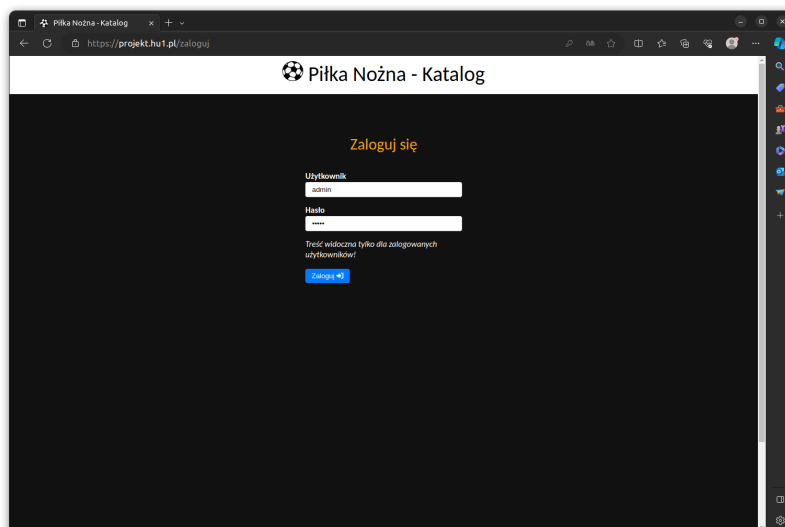 Piłka Nożna - Katalog
https://projekt.hu1.pl/zaloguj
Piłka Nożna - Katalog
Zaloguj się
Użytkownik
admin
Hasło
•••••
Treść widoczna tylko dla zalogowanych
użytkowników!
Zaloguj